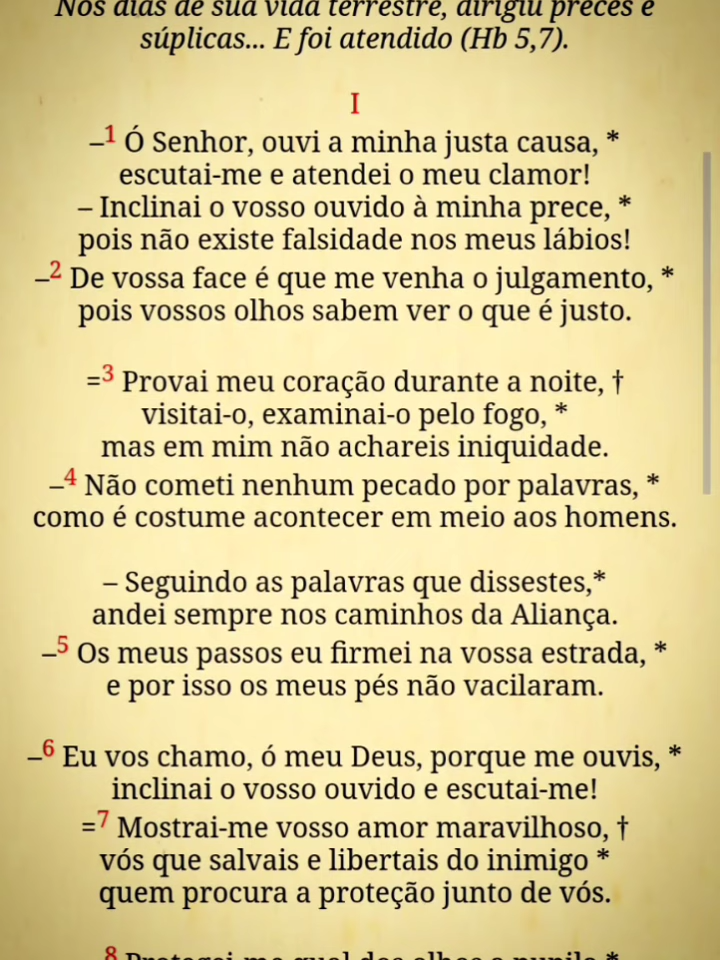 Nos dias de sua vida terrestre, dirigiu preces e
súplicas... E foi atendido (Hb 5,7).
I
–1 Ó Senhor, ouvi a minha justa causa, *
escutai-me e atendei o meu clamor!
– Inclinai o vosso ouvido à minha prece, *
pois não existe falsidade nos meus lábios!
–2 De vossa face é que me venha o julgamento, *
pois vossos olhos sabem ver o que é justo.
=3 Provai meu coração durante a noite, †
visitai-o, examinai-o pelo fogo, *
mas em mim não achareis iniquidade.
–4 Não cometi nenhum pecado por palavras, *
como é costume acontecer em meio aos homens.
– Seguindo as palavras que dissestes,*
andei sempre nos caminhos da Aliança.
–5 Os meus passos eu firmei na vossa estrada, *
e por isso os meus pés não vacilaram.
–6 Eu vos chamo, ó meu Deus, porque me ouvis, *
inclinai o vosso ouvido e escutai-me!
=7 Mostrai-me vosso amor maravilhoso, †
vós que salvais e libertais do inimigo *
quem procura a proteção junto de vós.
8 Protegei-me qual dos olhos a pupila *